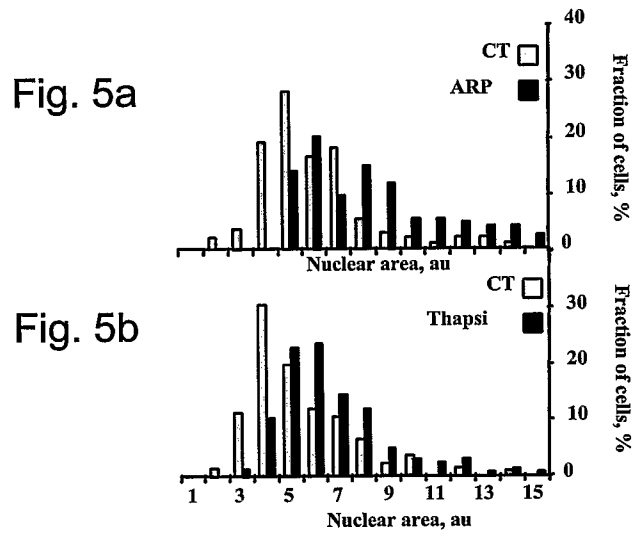 Fig. 5a
CT
ARP
40
30
20
10
0
Fraction of cells, %
Nuclear area, au
Fig. 5b
CT
Thapsi
30
20
10
0
Fraction of cells, %
1 3 5 7 9 11 13 15
Nuclear area, au